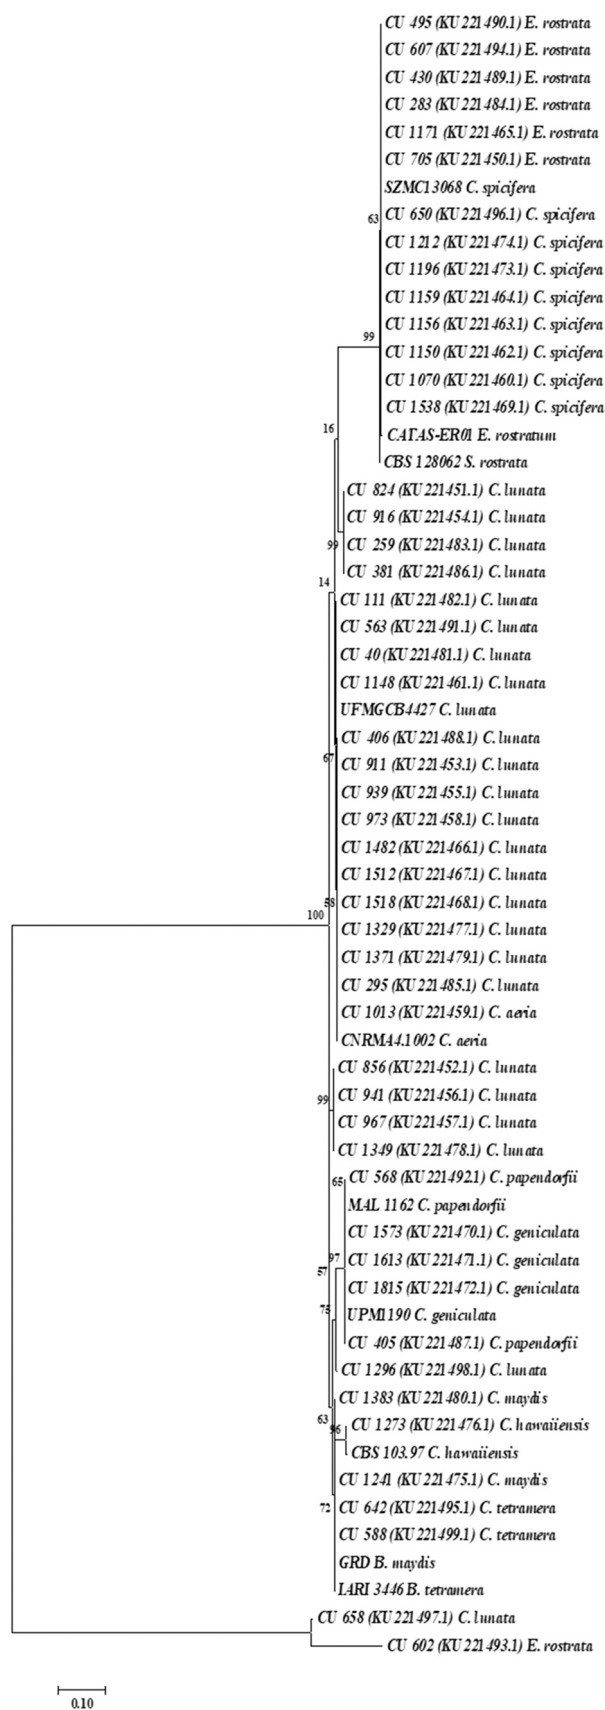 CU 495 (KU221490.1) E. rostrata
CU 607 (KU221494.1) E. rostrata
CU 430 (KU221489.1) E. rostrata
CU 283 (KU221484.1) E. rostrata
CU 1171 (KU221465.1) E. rostrata
CU 705 (KU221450.1) E. rostrata
SZMC13068 C. spicifera
63
CU 650 (KU221496.1) C. spicifera
CU 1212 (KU221474.1) C. spicifera
CU 1196 (KU221473.1) C. spicifera
CU 1159 (KU221464.1) C. spicifera
CU 1156 (KU221463.1) C. spicifera
99
CU 1150 (KU221462.1) C. spicifera
CU 1070 (KU221460.1) C. spicifera
CU 1538 (KU221469.1) C. spicifera
16
CATAS-ER01 E. rostratum
CBS 128062 S. rostrata
CU 824 (KU221451.1) C. lunata
CU 916 (KU221454.1) C. lunata
99
CU 259 (KU221483.1) C. lunata
CU 381 (KU221486.1) C. lunata
14
CU 111 (KU221482.1) C. lunata
CU 563 (KU221491.1) C. lunata
CU 40 (KU221481.1) C. lunata
CU 1148 (KU221461.1) C. lunata
UFMGCB4427 C. lunata
CU 406 (KU221488.1) C. lunata
67
CU 911 (KU221453.1) C. lunata
CU 939 (KU221455.1) C. lunata
CU 973 (KU221458.1) C. lunata
CU 1482 (KU221466.1) C. lunata
CU 1512 (KU221467.1) C. lunata
58
CU 1518 (KU221468.1) C. lunata
100
CU 1329 (KU221477.1) C. lunata
CU 1371 (KU221479.1) C. lunata
CU 295 (KU221485.1) C. lunata
CU 1013 (KU221459.1) C. aeria
CNRMA4.1002 C. aeria
CU 856 (KU221452.1) C. lunata
99
CU 941 (KU221456.1) C. lunata
CU 967 (KU221457.1) C. lunata
CU 1349 (KU221478.1) C. lunata
65
CU 568 (KU221492.1) C. papendorfii
MAL 1162 C. papendorfii
CU 1573 (KU221470.1) C. geniculata
97
CU 1613 (KU221471.1) C. geniculata
57
CU 1815 (KU221472.1) C. geniculata
75
UPM1190 C. geniculata
CU 405 (KU221487.1) C. papendorfii
CU 1296 (KU221498.1) C. lunata
CU 1383 (KU221480.1) C. maydis
63
CU 1273 (KU221476.1) C. hawaiiensis
CBS 103.97 C. hawaiiensis
CU 1241 (KU221475.1) C. maydis
72
CU 642 (KU221495.1) C. tetramera
CU 588 (KU221499.1) C. tetramera
GRD B. maydis
IARI 3446 B. tetramera
CU 658 (KU221497.1) C. lunata
CU 602 (KU221493.1) E. rostrata
0.10